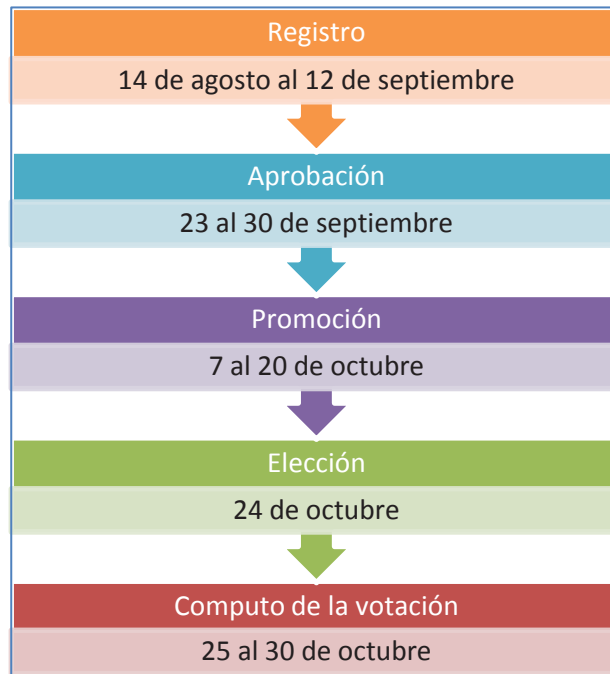 Registro
14 de agosto al 12 de septiembre
Aprobación
23 al 30 de septiembre
Promoción
7 al 20 de octubre
Elección
24 de octubre
Computo de la votación
25 al 30 de octubre